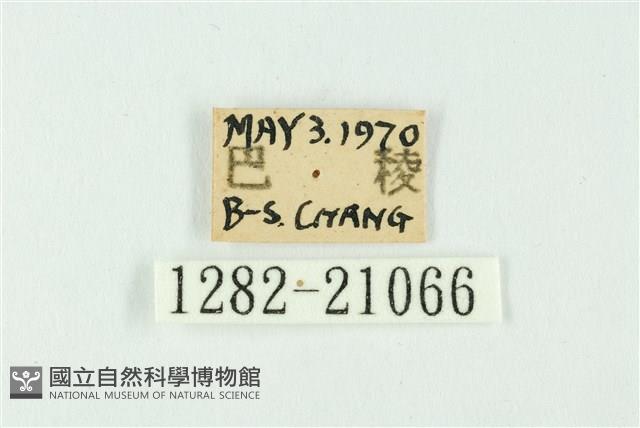 MAY 3. 1970
巴 稜
B-S. CHANG
1282-21066
國立自然科學博物館
NATIONAL MUSEUM OF NATURAL SCIENCE